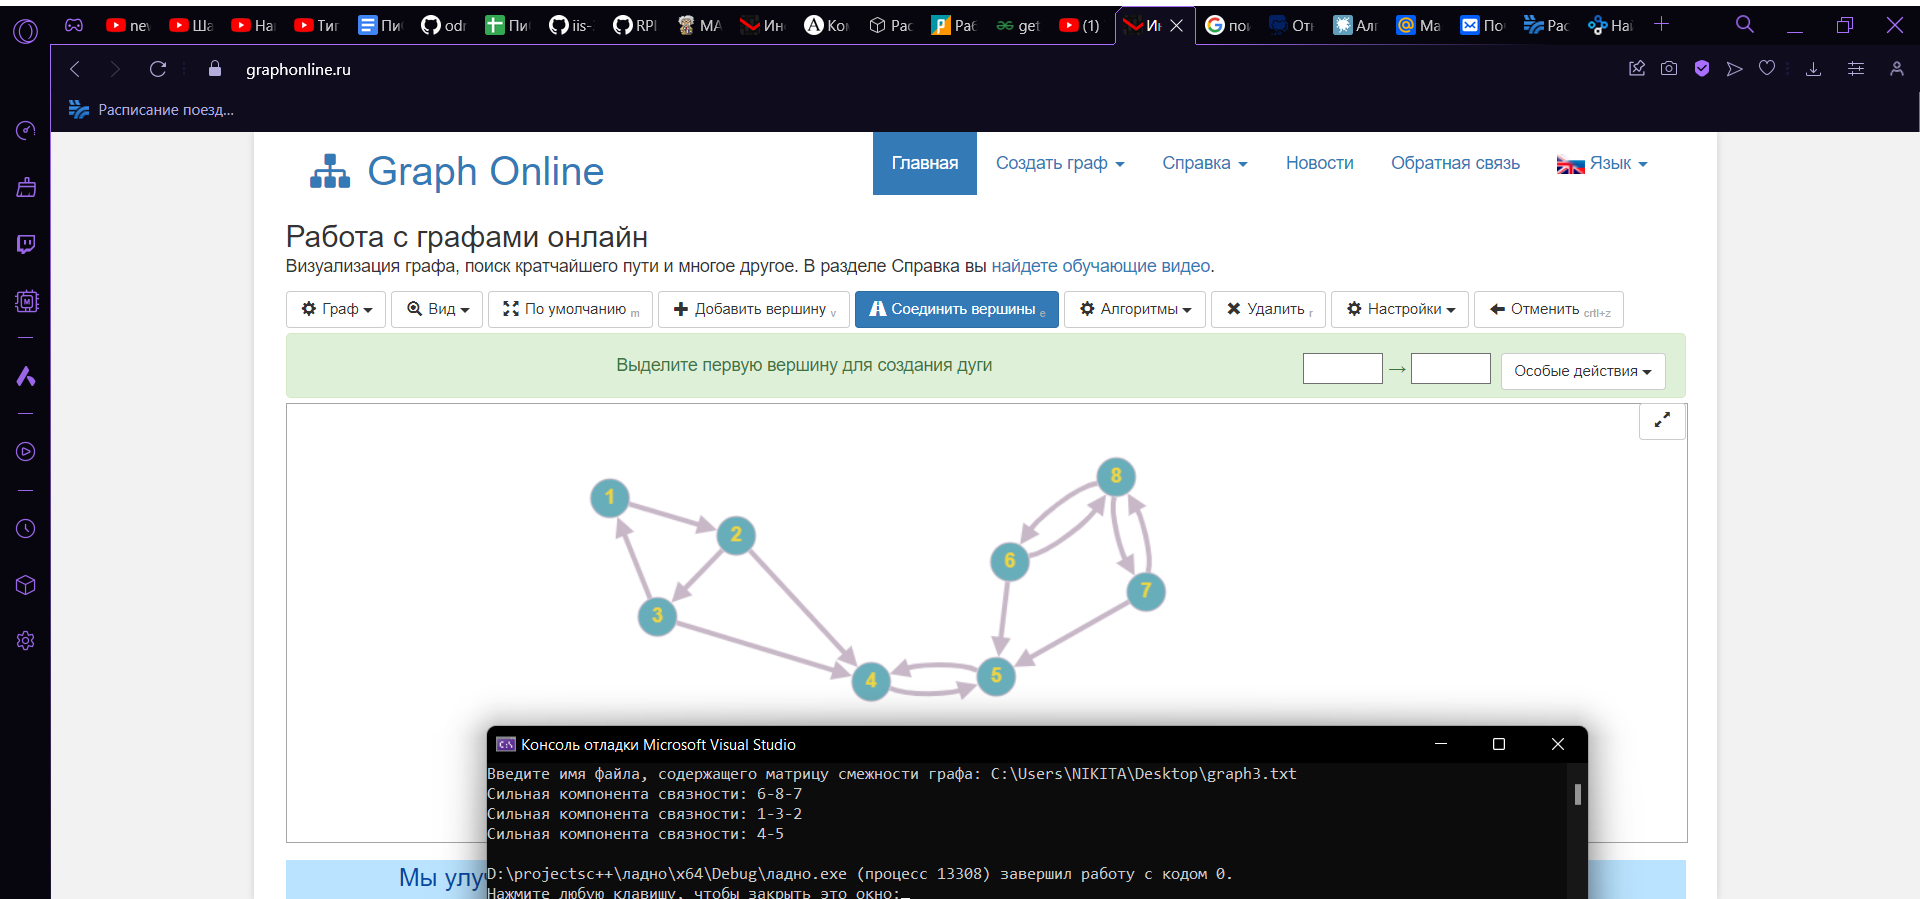 nev Ша На Тиг Пи odr Пи iis- RPI МА Ин Ко Рас Раб get (1) Ин пои От Алг Ма По Рас Най
graphonline.ru
Расписание поезд...
Graph Online
Главная Создать граф Справка Новости Обратная связь Язык
Работа с графами онлайн
Визуализация графа, поиск кратчайшего пути и многое другое. В разделе Справка вы найдете обучающие видео.
Граф Вид По умолчанию m Добавить вершину v Соединить вершины e Алгоритмы Удалить r Настройки Отменить crtl+z
Выделите первую вершину для создания дуги → Особые действия
8
1
2
6
7
3
5
4
Консоль отладки Microsoft Visual Studio
Введите имя файла, содержащего матрицу смежности графа: C:\Users\NIKITA\Desktop\graph3.txt
Сильная компонента связности: 6-8-7
Сильная компонента связности: 1-3-2
Сильная компонента связности: 4-5
Мы улу
D:\projectsc++\ладно\x64\Debug\ладно.exe (процесс 13308) завершил работу с кодом 0.
Нажмите любую клавишу, чтобы закрыть это окно: